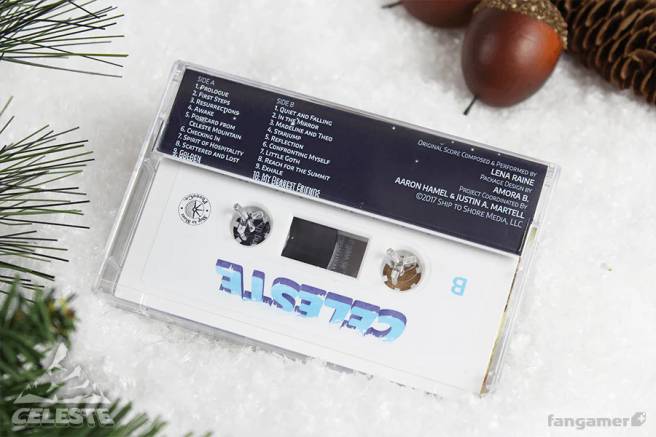 SIDE A
1. Prologue
2. First Steps
3. Resurrections
4. Awake
5. Postcard from
Celeste Mountain
6. Checking In
7. Spirit of Hospitality
8. Scattered and Lost
9. Golden
SIDE B
1. Quiet and Falling
2. In the Mirror
3. Madeline and Theo
4. Starjump
5. Reflection
6. Confronting Myself
7. Little Goth
8. Reach for the Summit
9. Exhale
10. My Dearest Friends
Original Score Composed & Performed by
Lena Raine
Package Design by
Amora B.
Project Coordinated By
Aaron Hamel & Justin A. Martell
©2017 Ship to Shore Media, LLC
B
CELESTE
CELESTE
fangamer